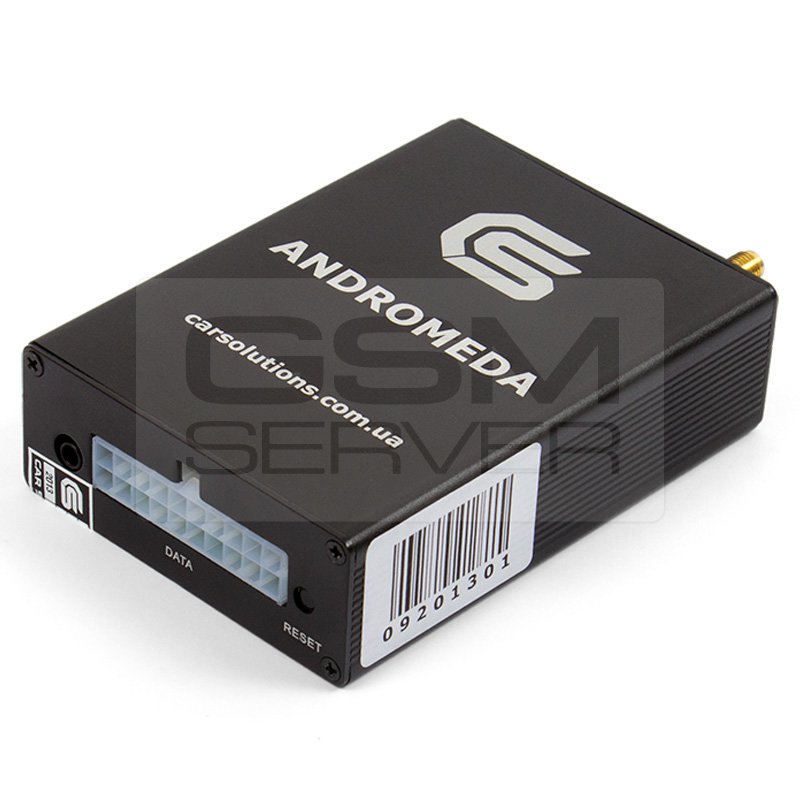 ANDROMEDA
carsolutions.com.ua
GSM
SERVER
DATA
RESET
2013
CAR
09201301